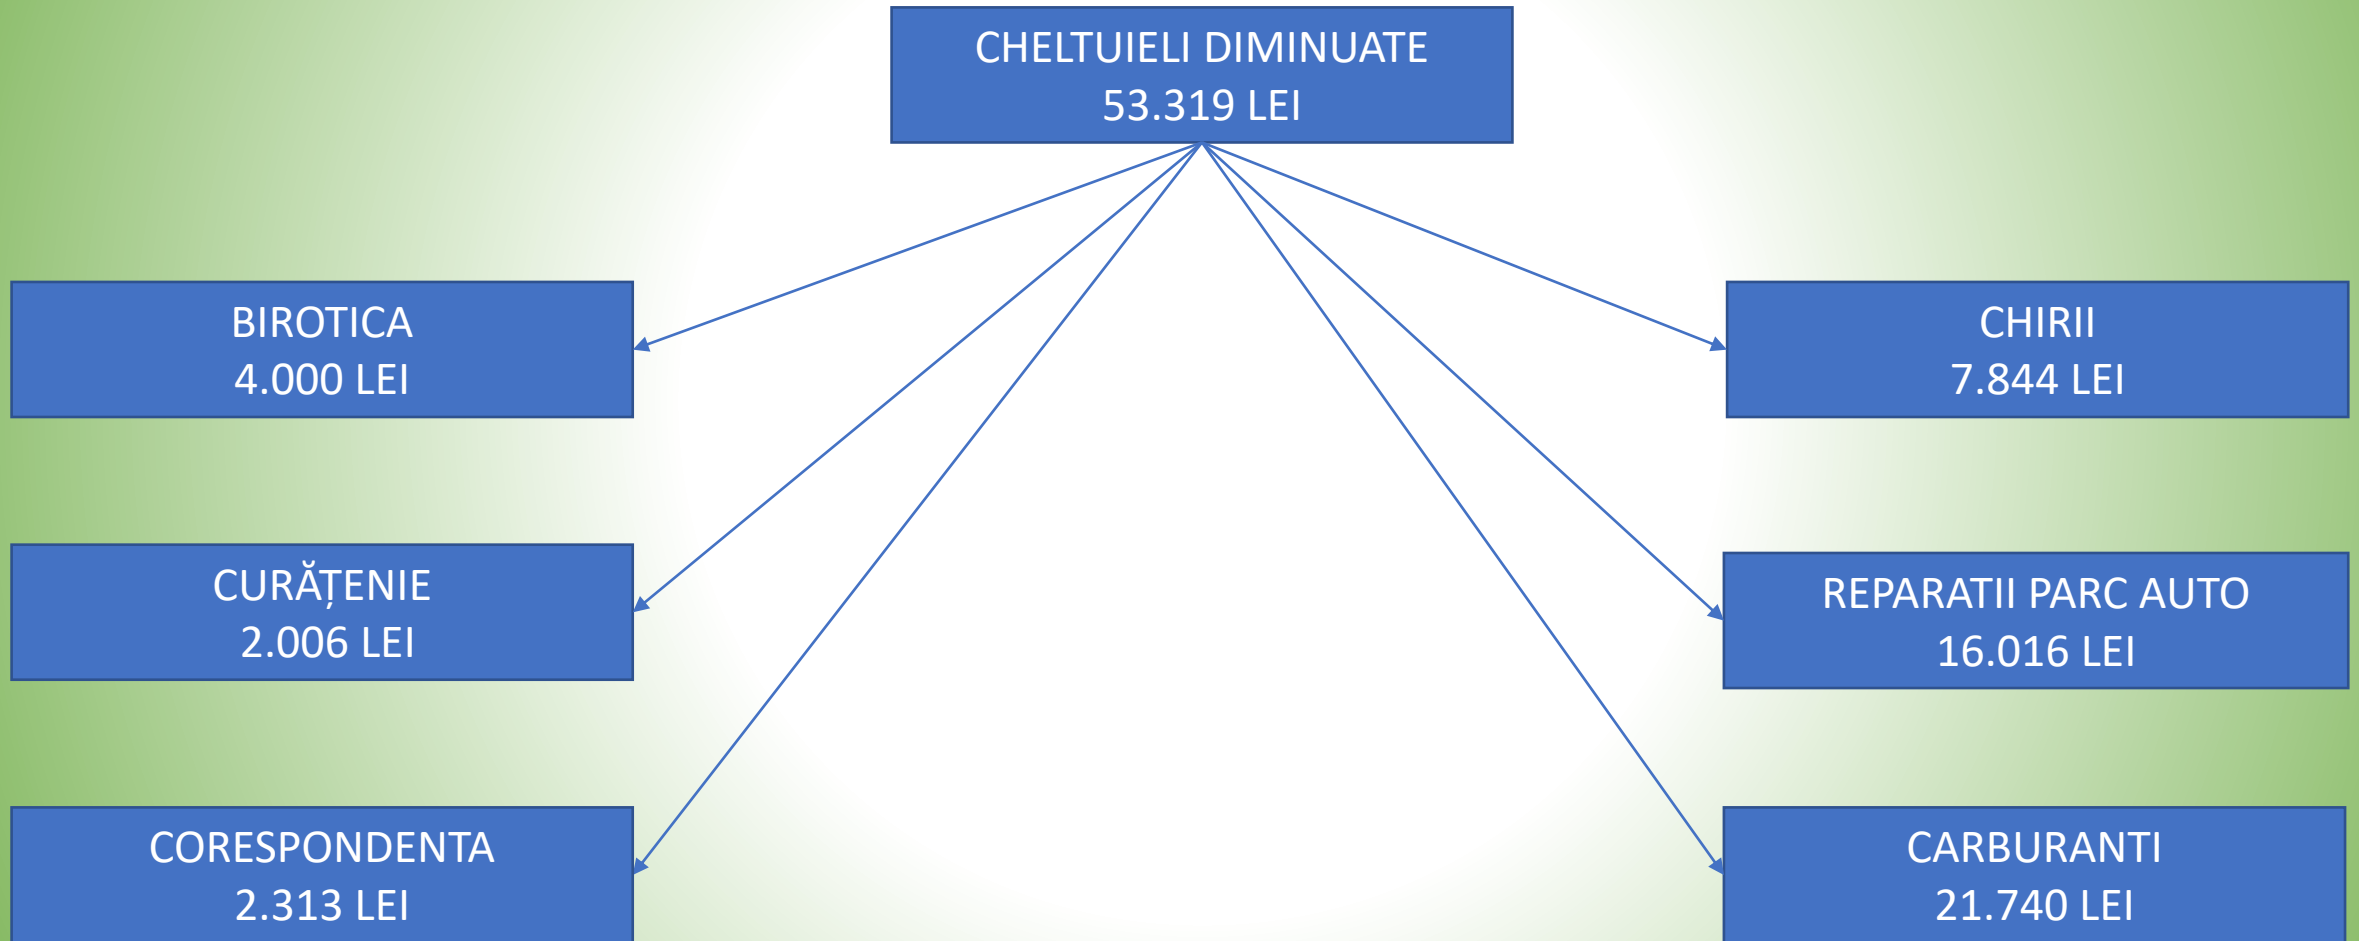 CHELTUIELI DIMINUATE
53.319 LEI
BIROTICA
4.000 LEI
CHIRII
7.844 LEI
CURĂȚENIE
2.006 LEI
REPARATII PARC AUTO
16.016 LEI
CORESPONDENTA
2.313 LEI
CARBURANTI
21.740 LEI